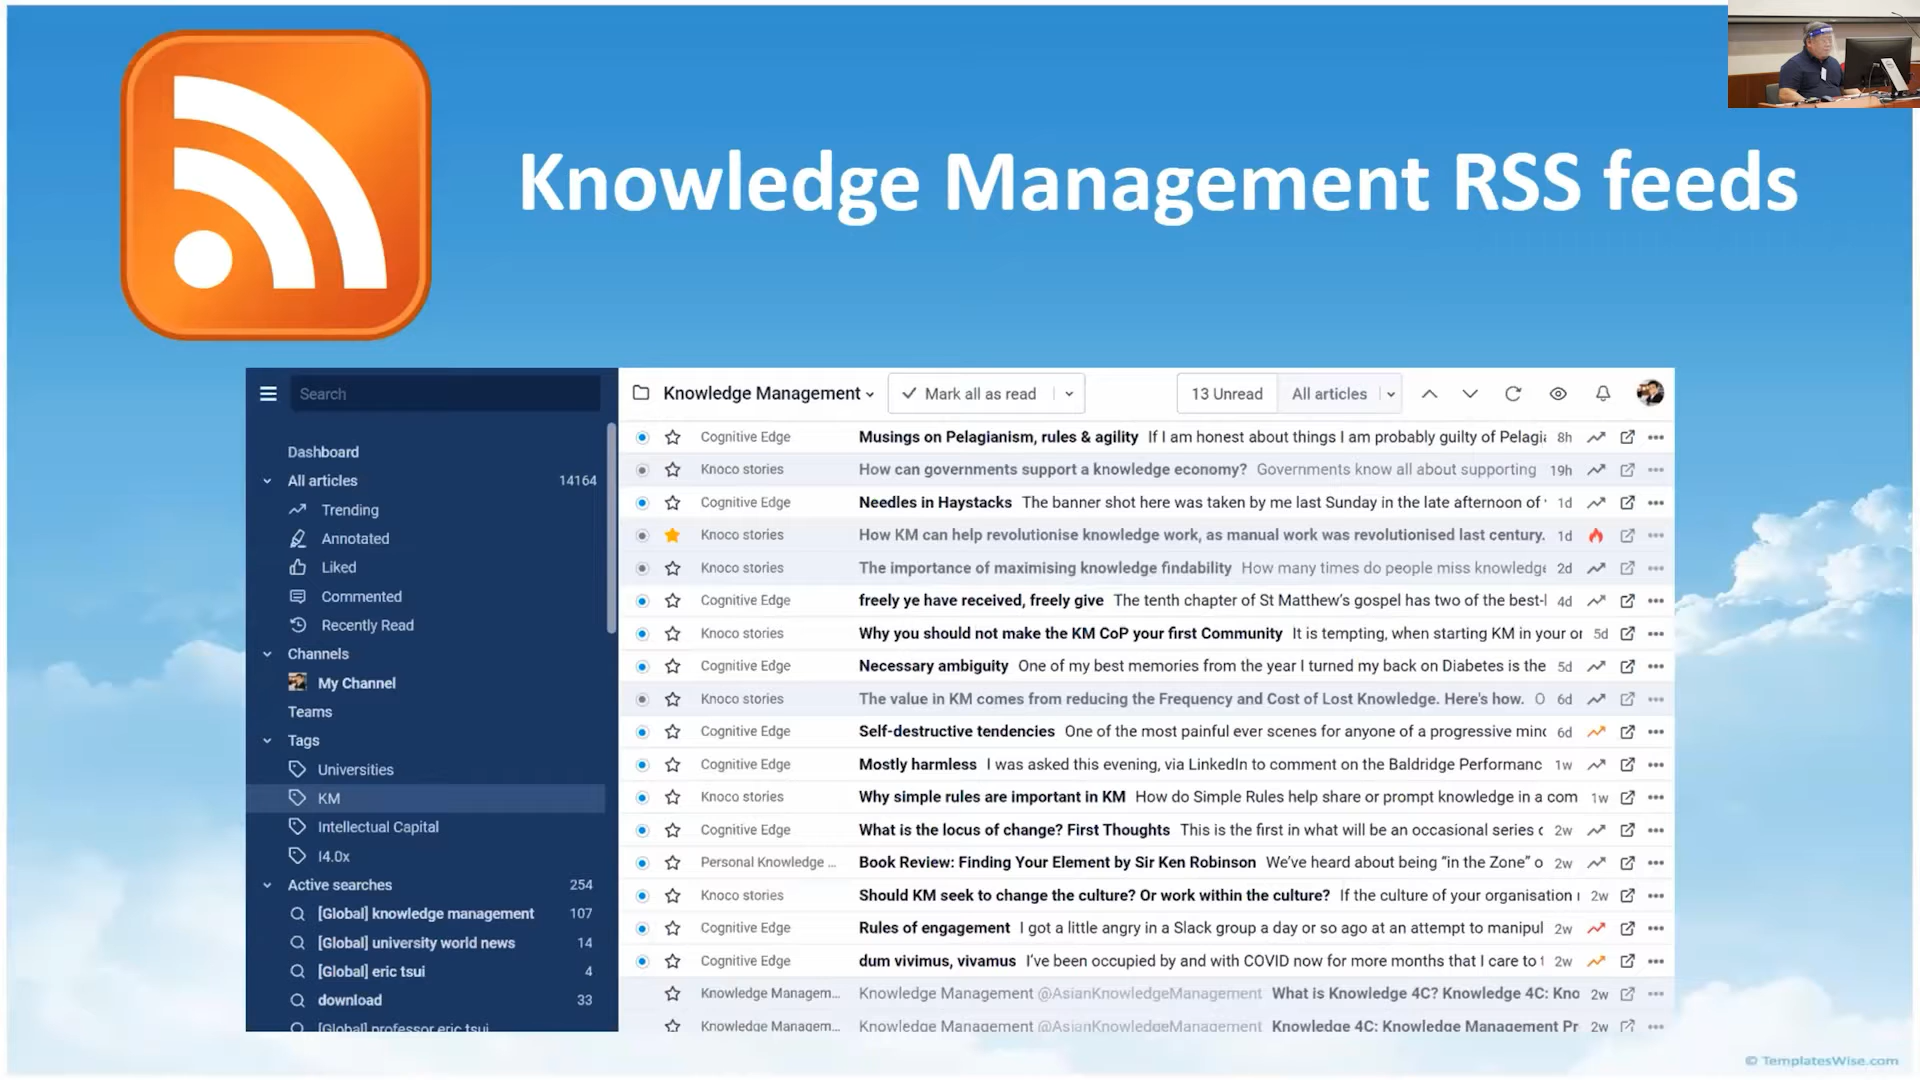 Knowledge Management RSS feeds
Search
Dashboard
All articles 14164
Trending
Annotated
Liked
Commented
Recently Read
Channels
My Channel
Teams
Tags
Universities
KM
Intellectual Capital
I4.0x
Active searches 254
[Global] knowledge management 107
[Global] university world news 14
[Global] eric tsui 4
download 33
[Global] professor eric tsui
Knowledge Management Mark all as read 13 Unread All articles
Cognitive Edge Musings on Pelagianism, rules & agility If I am honest about things I am probably guilty of Pelagi 8h
Knoco stories How can governments support a knowledge economy? Governments know all about supporting 19h
Cognitive Edge Needles in Haystacks The banner shot here was taken by me last Sunday in the late afternoon of 1d
Knoco stories How KM can help revolutionise knowledge work, as manual work was revolutionised last century. 1d
Knoco stories The importance of maximising knowledge findability How many times do people miss knowledge 2d
Cognitive Edge freely ye have received, freely give The tenth chapter of St Matthew's gospel has two of the best-l 4d
Knoco stories Why you should not make the KM CoP your first Community It is tempting, when starting KM in your or 5d
Cognitive Edge Necessary ambiguity One of my best memories from the year I turned my back on Diabetes is the 5d
Knoco stories The value in KM comes from reducing the Frequency and Cost of Lost Knowledge. Here's how. O 6d
Cognitive Edge Self-destructive tendencies One of the most painful ever scenes for anyone of a progressive mind 6d
Cognitive Edge Mostly harmless I was asked this evening, via LinkedIn to comment on the Baldridge Performanc 1w
Knoco stories Why simple rules are important in KM How do Simple Rules help share or prompt knowledge in a com 1w
Cognitive Edge What is the locus of change? First Thoughts This is the first in what will be an occasional series c 2w
Personal Knowledge ... Book Review: Finding Your Element by Sir Ken Robinson We've heard about being "in the Zone" o 2w
Knoco stories Should KM seek to change the culture? Or work within the culture? If the culture of your organisation 2w
Cognitive Edge Rules of engagement I got a little angry in a Slack group a day or so ago at an attempt to manipul 2w
Cognitive Edge dum vivimus, vivamus I've been occupied by and with COVID now for more months that I care to 2w
Knowledge Managem... Knowledge Management @AsianKnowledgeManagement What is Knowledge 4C? Knowledge 4C: Kno 2w
Knowledge Managem... Knowledge Management @AsianKnowledgeManagement Knowledge 4C: Knowledge Management Pr 2w
© TemplatesWise.com